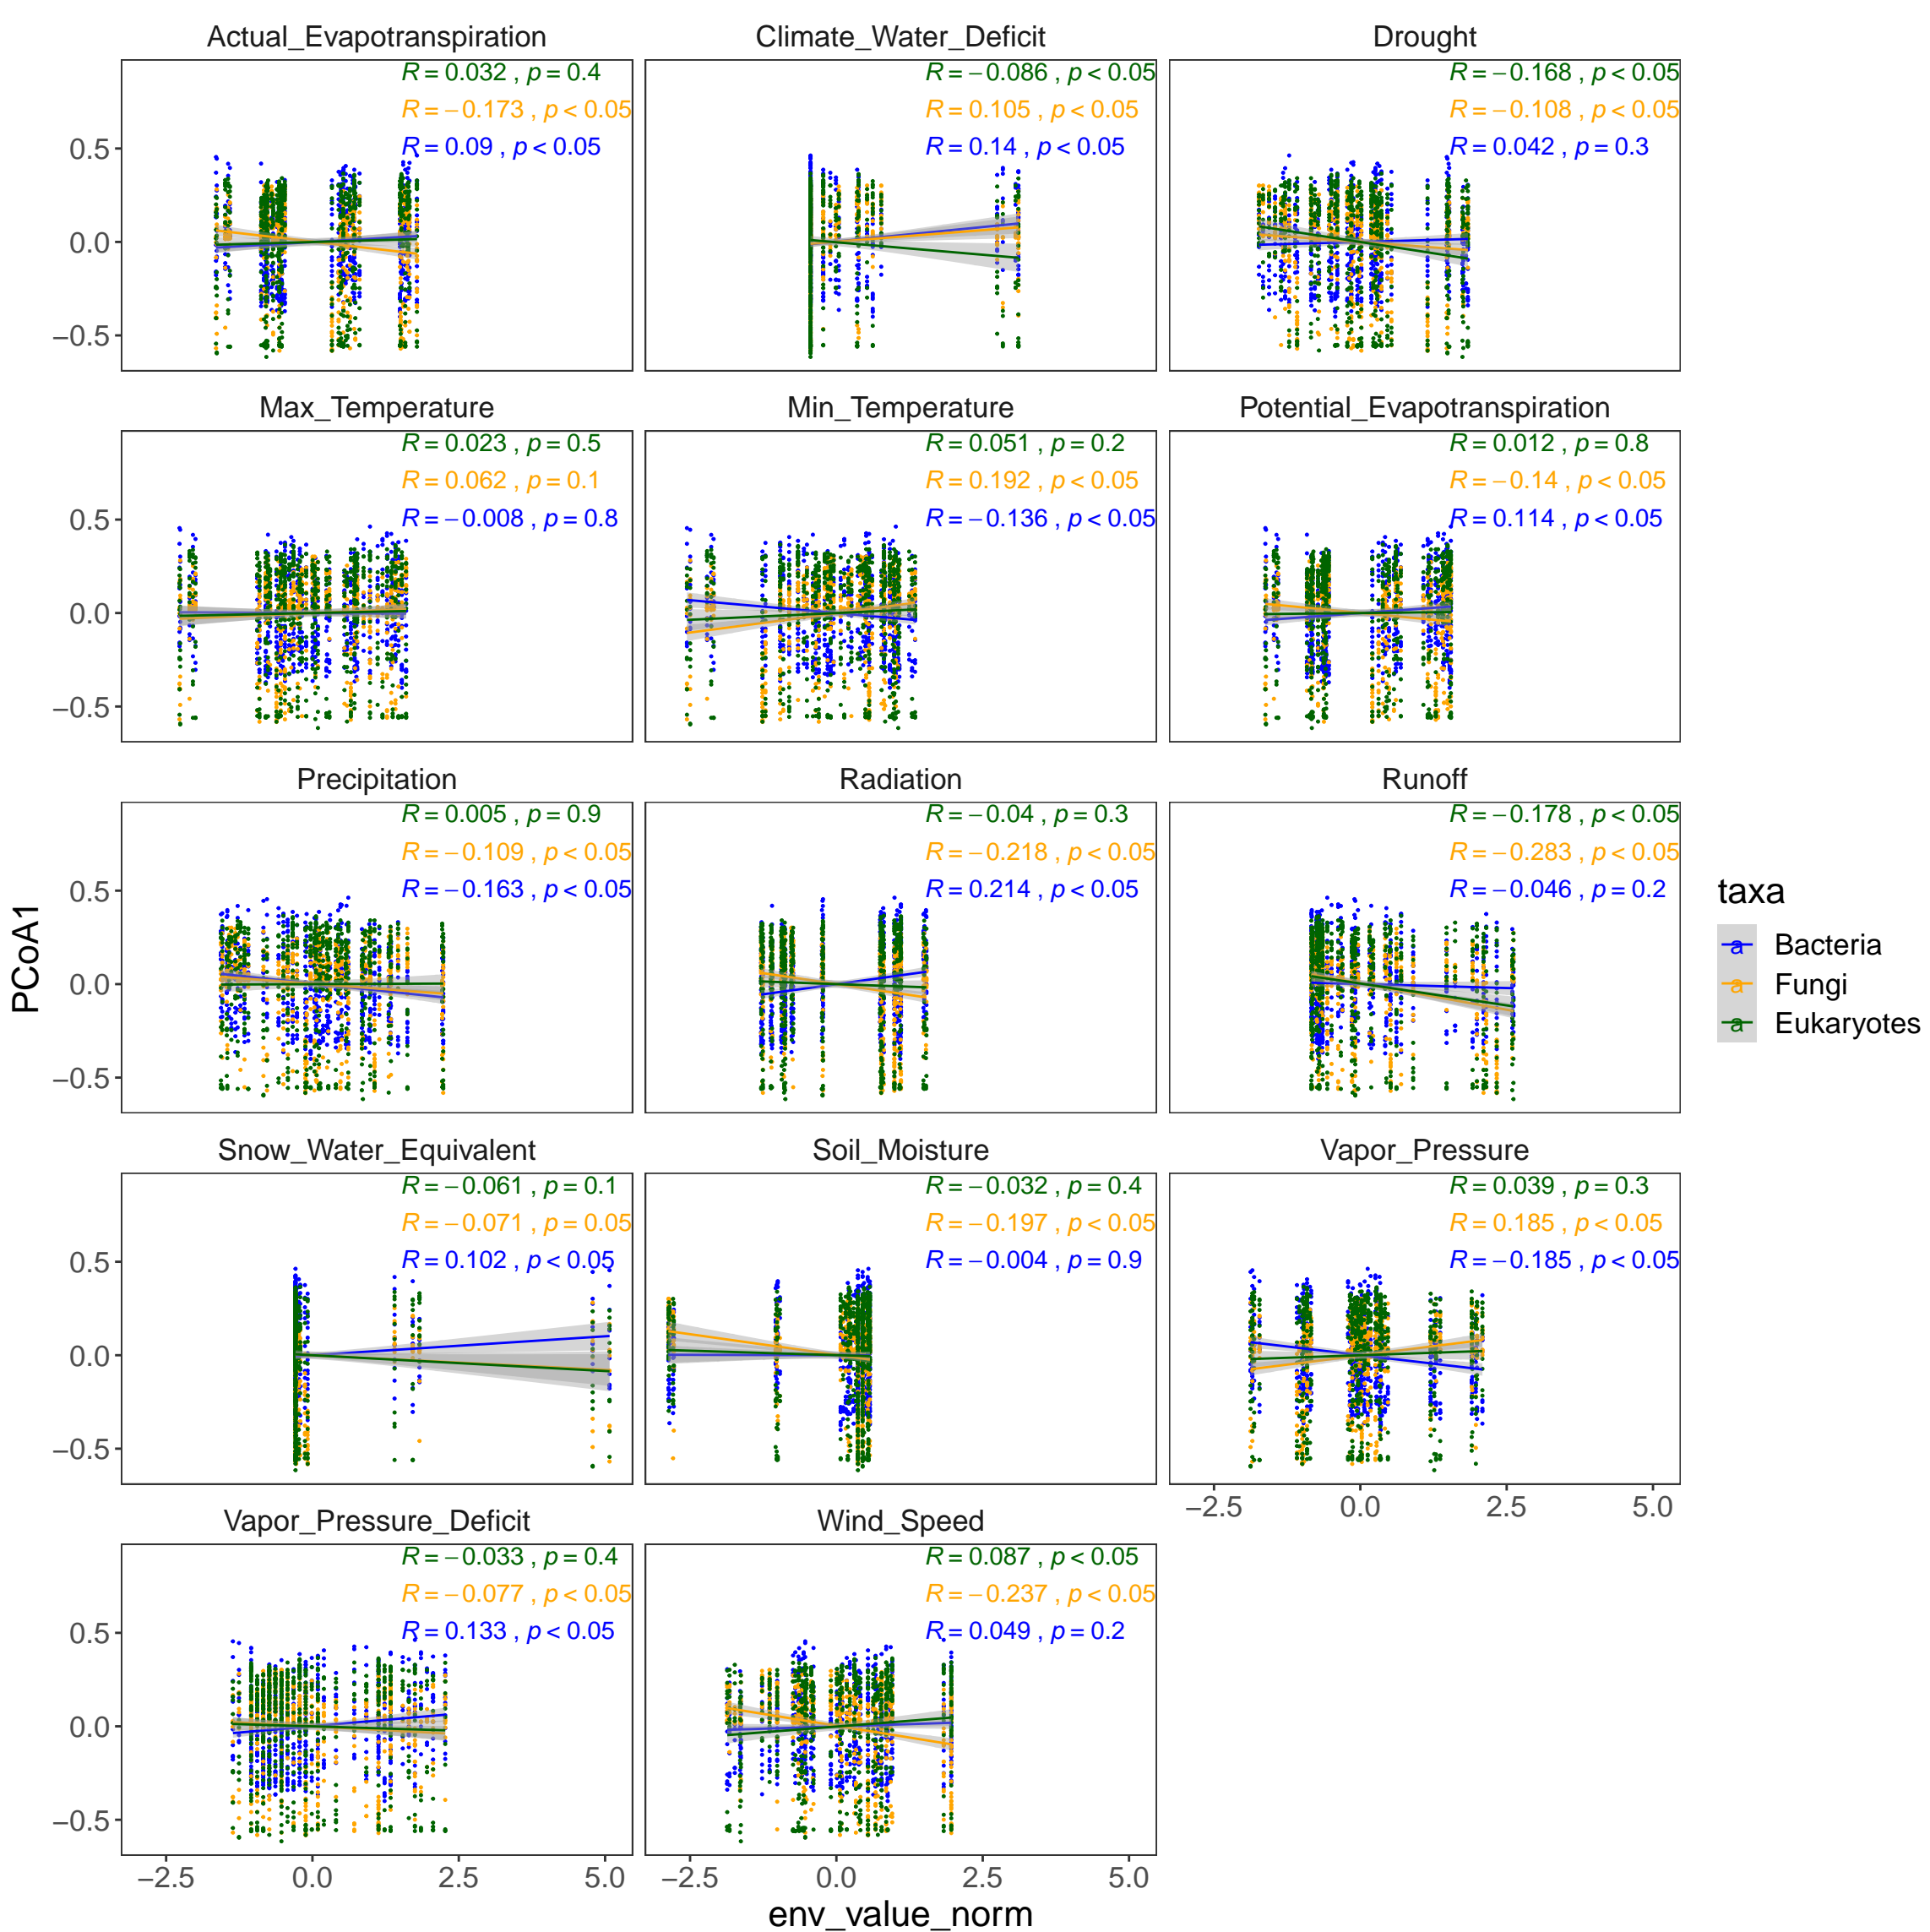 Actual_Evapotranspiration
R = 0.032 , p = 0.4
R = −0.173 , p < 0.05
R = 0.09 , p < 0.05
0.5
0.0
−0.5
Climate_Water_Deficit
R = −0.086 , p < 0.05
R = 0.105 , p < 0.05
R = 0.14 , p < 0.05
Drought
R = −0.168 , p < 0.05
R = −0.108 , p < 0.05
R = 0.042 , p = 0.3
Max_Temperature
R = 0.023 , p = 0.5
R = 0.062 , p = 0.1
R = −0.008 , p = 0.8
0.5
0.0
−0.5
Min_Temperature
R = 0.051 , p = 0.2
R = 0.192 , p < 0.05
R = −0.136 , p < 0.05
Potential_Evapotranspiration
R = 0.012 , p = 0.8
R = −0.14 , p < 0.05
R = 0.114 , p < 0.05
Precipitation
R = 0.005 , p = 0.9
R = −0.109 , p < 0.05
R = −0.163 , p < 0.05
0.5
0.0
−0.5
Radiation
R = −0.04 , p = 0.3
R = −0.218 , p < 0.05
R = 0.214 , p < 0.05
Runoff
R = −0.178 , p < 0.05
R = −0.283 , p < 0.05
R = −0.046 , p = 0.2
Snow_Water_Equivalent
R = −0.061 , p = 0.1
R = −0.071 , p = 0.05
R = 0.102 , p < 0.05
0.5
0.0
−0.5
Soil_Moisture
R = −0.032 , p = 0.4
R = −0.197 , p < 0.05
R = −0.004 , p = 0.9
Vapor_Pressure
R = 0.039 , p = 0.3
R = 0.185 , p < 0.05
R = −0.185 , p < 0.05
−2.5 0.0 2.5 5.0
Vapor_Pressure_Deficit
R = −0.033 , p = 0.4
R = −0.077 , p < 0.05
R = 0.133 , p < 0.05
0.5
0.0
−0.5
−2.5 0.0 2.5 5.0
Wind_Speed
R = 0.087 , p < 0.05
R = −0.237 , p < 0.05
R = 0.049 , p = 0.2
−2.5 0.0 2.5 5.0
env_value_norm
PCoA1
taxa
a Bacteria
a Fungi
a Eukaryotes